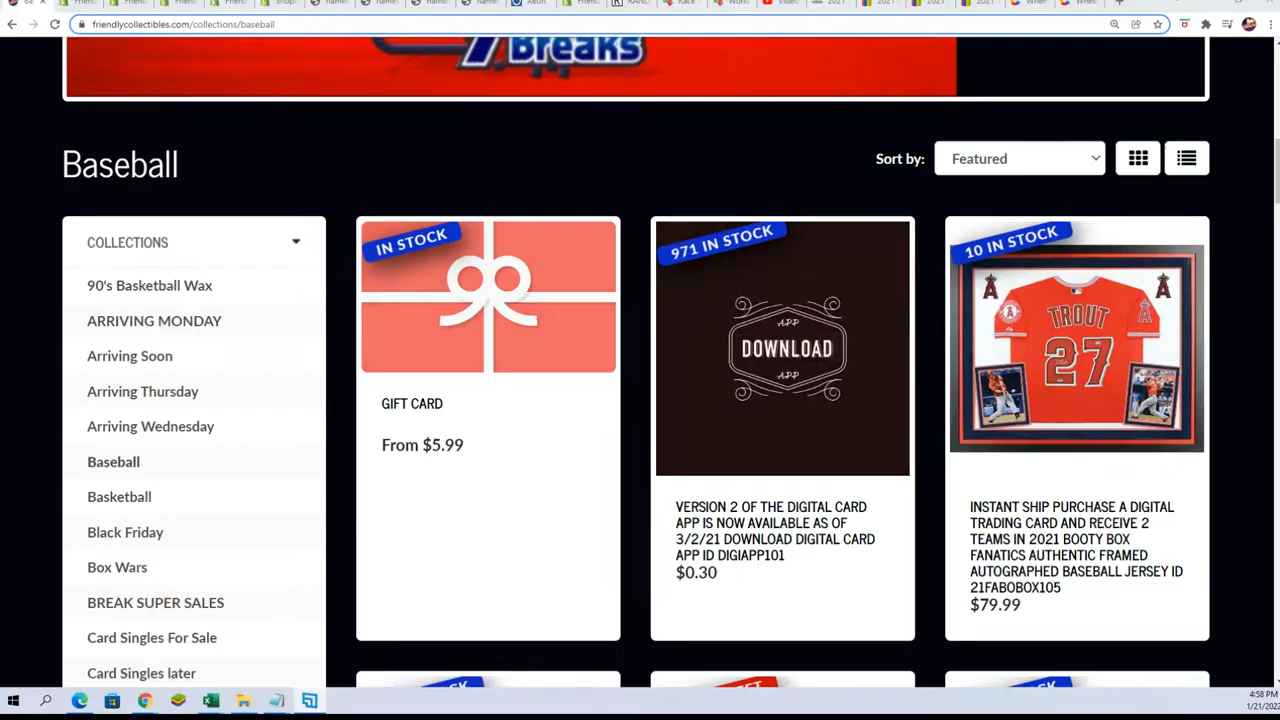 friendlycollectibles.com/collections/baseball
7 Breaks
Baseball
Sort by:
Featured
COLLECTIONS
90's Basketball Wax
ARRIVING MONDAY
Arriving Soon
Arriving Thursday
Arriving Wednesday
Baseball
Basketball
Black Friday
Box Wars
BREAK SUPER SALES
Card Singles For Sale
Card Singles later
IN STOCK
GIFT CARD
From $5.99
971 IN STOCK
APP
DOWNLOAD
APP
VERSION 2 OF THE DIGITAL CARD
APP IS NOW AVAILABLE AS OF
3/2/21 DOWNLOAD DIGITAL CARD
APP ID DIGIAPP101
$0.30
10 IN STOCK
TROUT
27
INSTANT SHIP PURCHASE A DIGITAL
TRADING CARD AND RECEIVE 2
TEAMS IN 2021 BOOTY BOX
FANATICS AUTHENTIC FRAMED
AUTOGRAPHED BASEBALL JERSEY ID
21FABOBOX105
$79.99
4:58 PM